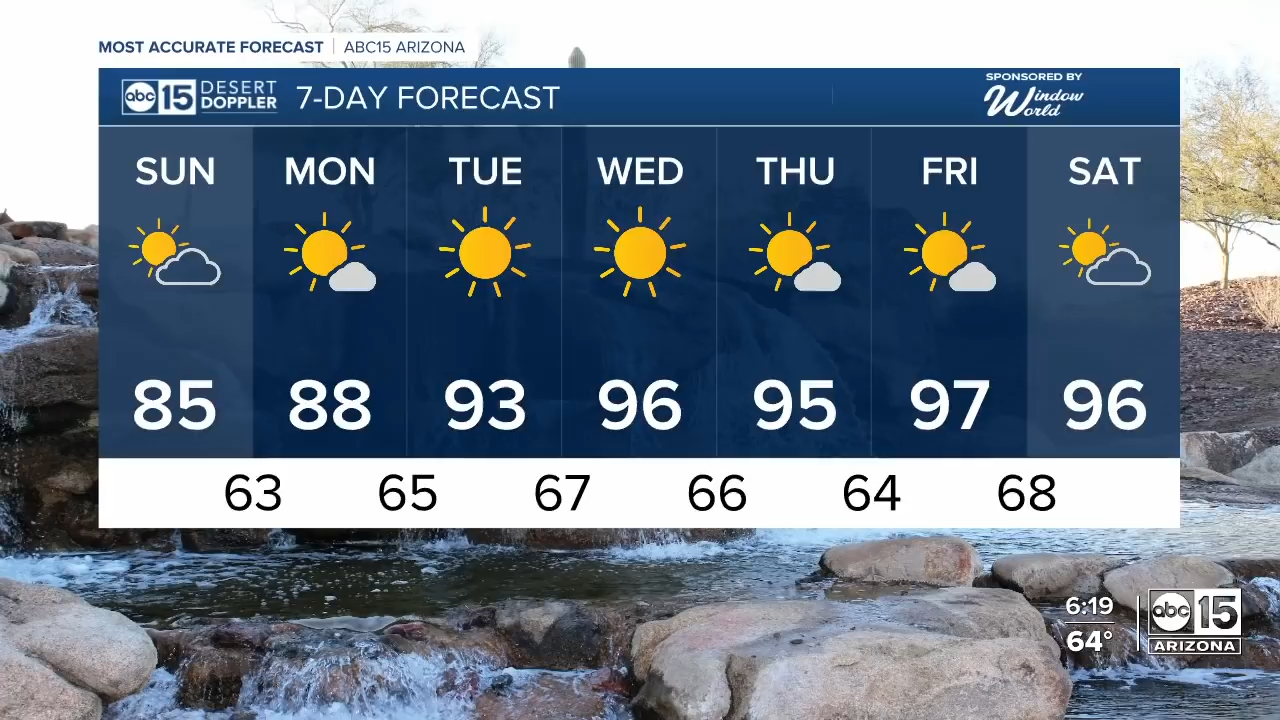 MOST ACCURATE FORECAST | ABC15 ARIZONA
abc 15 DESERT DOPPLER 7-DAY FORECAST
SPONSORED BY
Window World
SUN MON TUE WED THU FRI SAT
85 88 93 96 95 97 96
63 65 67 66 64 68
6:19
64°
abc 15
ARIZONA